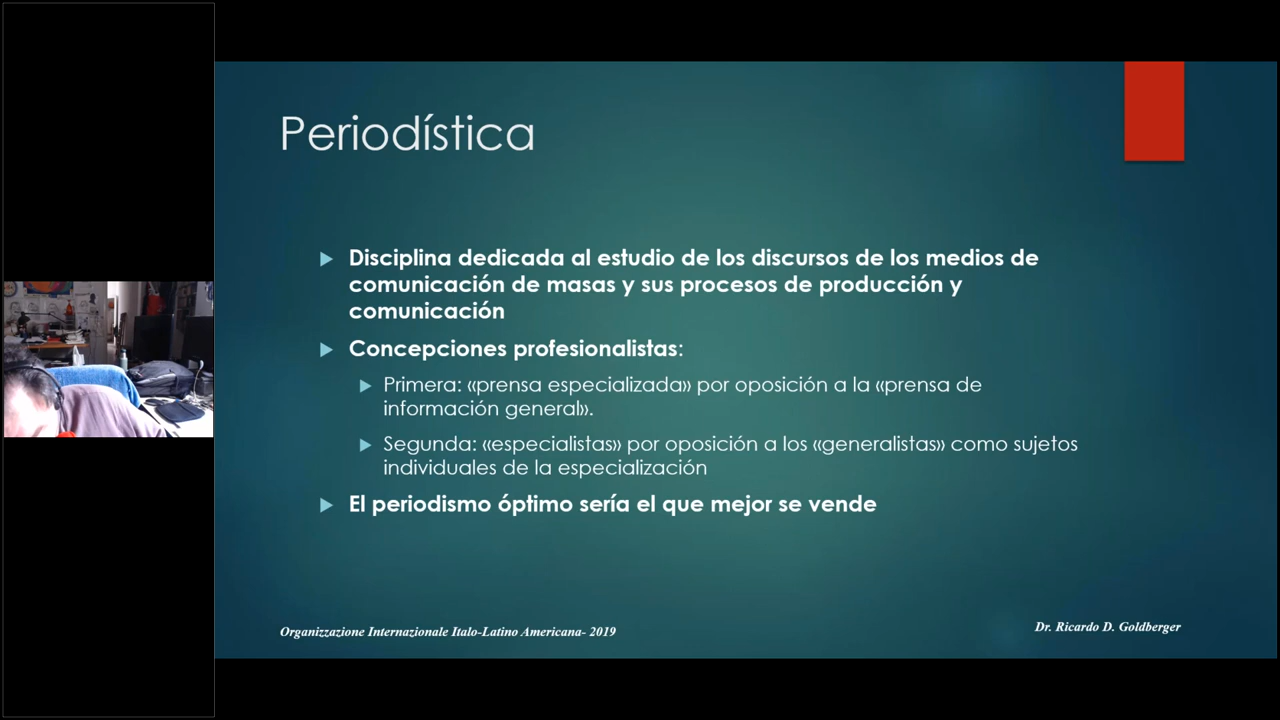 Periodística
Disciplina dedicada al estudio de los discursos de los medios de
comunicación de masas y sus procesos de producción y
comunicación
Concepciones profesionalistas:
Primera: «prensa especializada» por oposición a la «prensa de
información general».
Segunda: «especialistas» por oposición a los «generalistas» como sujetos
individuales de la especialización
El periodismo óptimo sería el que mejor se vende
Organizzazione Internazionale Italo-Latino Americana- 2019
Dr. Ricardo D. Goldberger